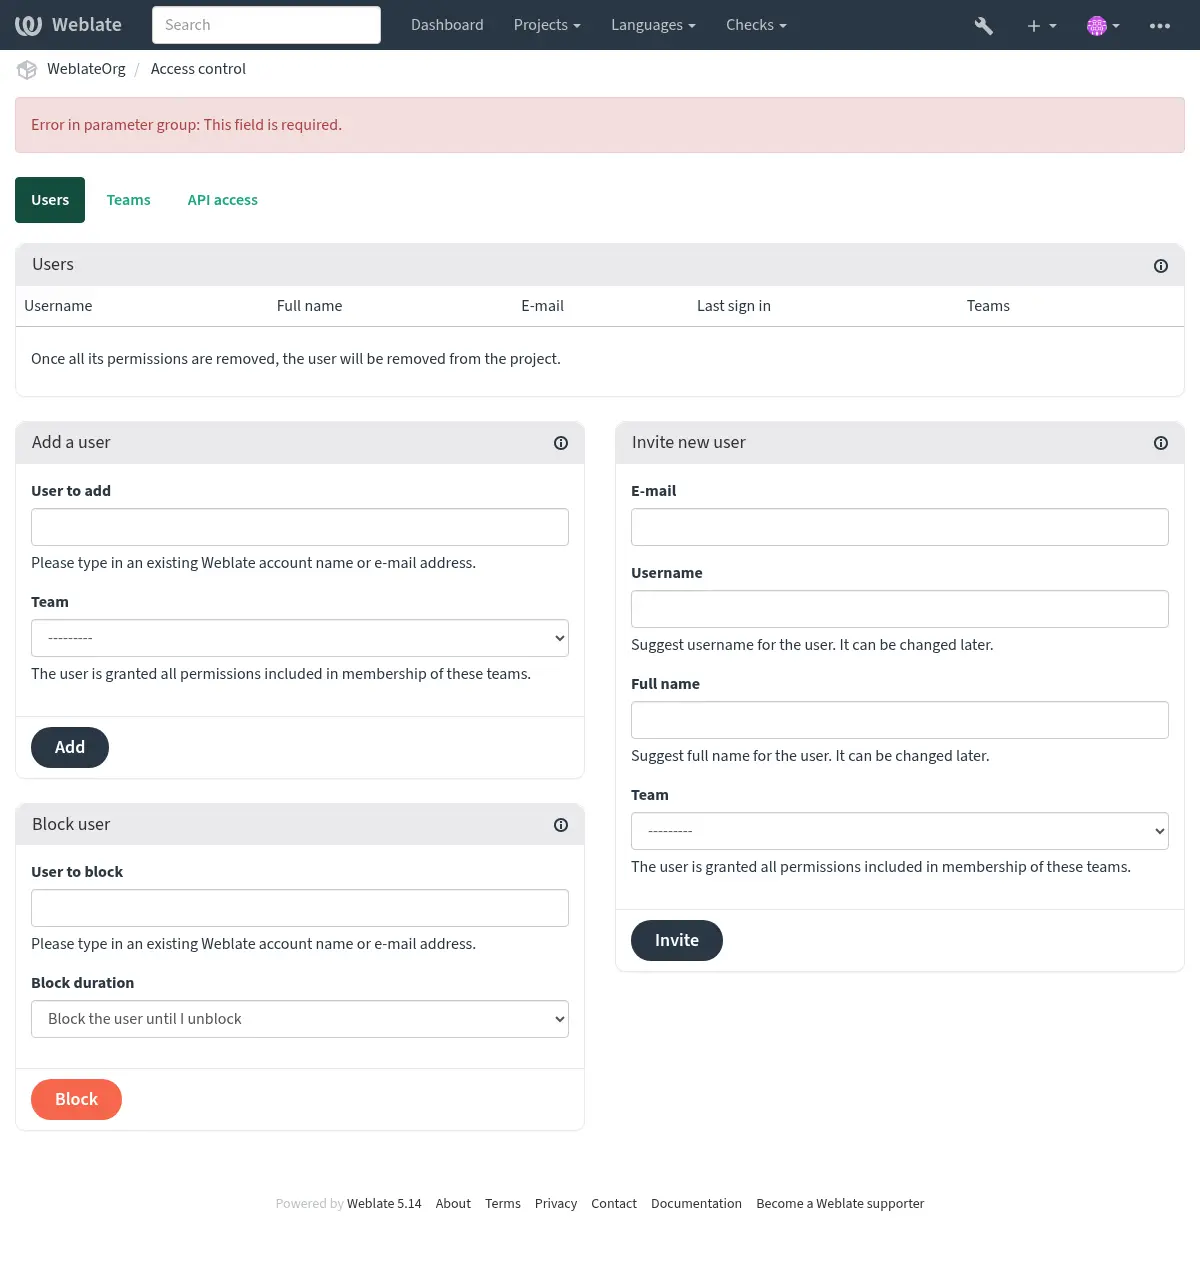 Weblate Search Dashboard Projects Languages Checks
WeblateOrg / Access control
Error in parameter group: This field is required.
Users Teams API access
Users
Username Full name E-mail Last sign in Teams
Once all its permissions are removed, the user will be removed from the project.
Add a user
User to add
Please type in an existing Weblate account name or e-mail address.
Team
---------
The user is granted all permissions included in membership of these teams.
Add
Block user
User to block
Please type in an existing Weblate account name or e-mail address.
Block duration
Block the user until I unblock
Block
Invite new user
E-mail
Username
Suggest username for the user. It can be changed later.
Full name
Suggest full name for the user. It can be changed later.
Team
---------
The user is granted all permissions included in membership of these teams.
Invite
Powered by Weblate 5.14 About Terms Privacy Contact Documentation Become a Weblate supporter